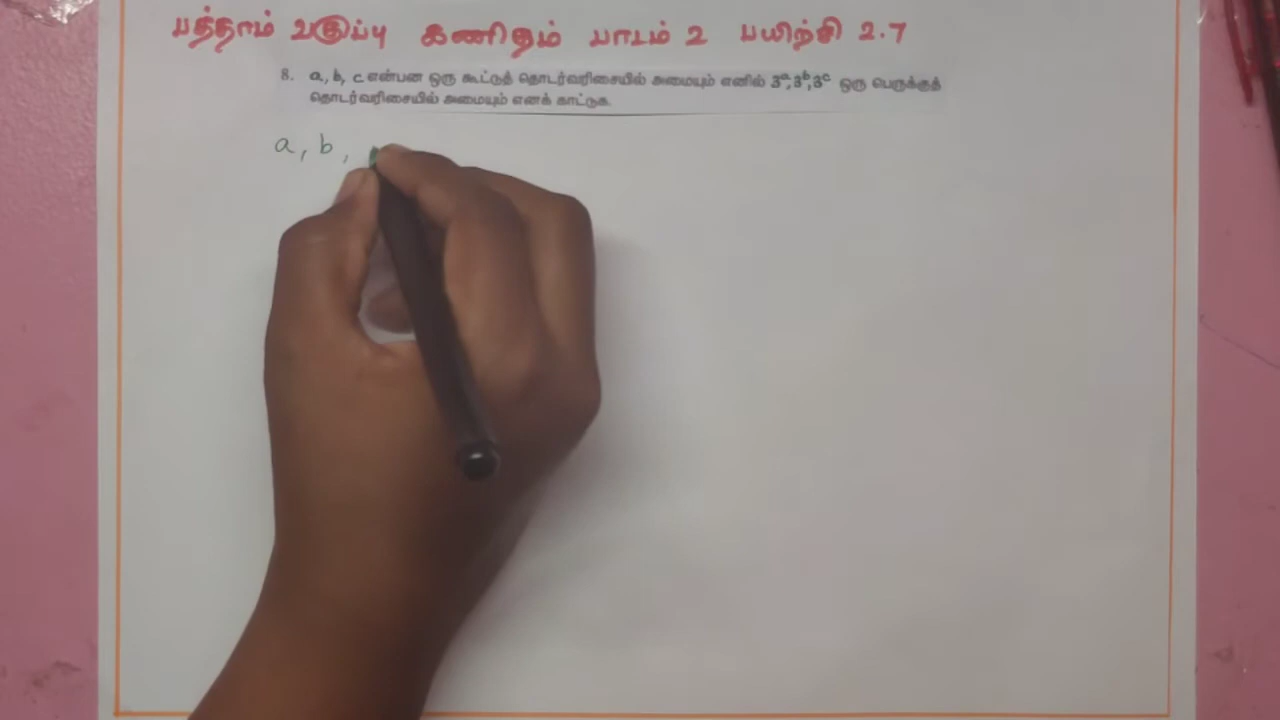 பத்தாம் வகுப்பு கணிதம் பாடம் 2 பயிற்சி 2.7
8. a, b, c என்பன ஒரு கூட்டுத் தொடர்வரிசையில் அமையும் எனில் 3ᵃ,3ᵇ,3ᶜ ஒரு பெருக்குத்
தொடர்வரிசையில் அமையும் எனக் காட்டுக.
a, b,